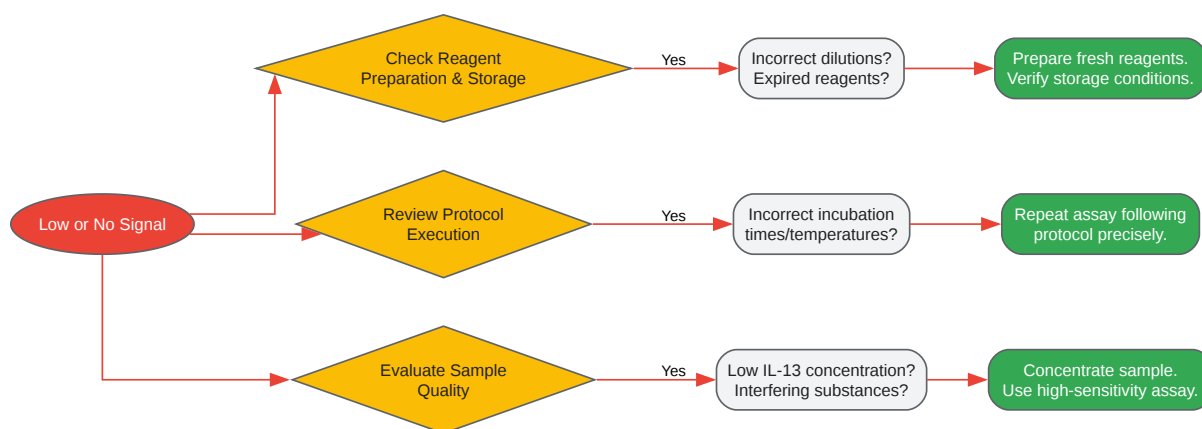 Check Reagent
Preparation & Storage
Yes
Incorrect dilutions?
Expired reagents?
Prepare fresh reagents.
Verify storage conditions.
Low or No Signal
Review Protocol
Execution
Yes
Incorrect incubation
times/temperatures?
Repeat assay following
protocol precisely.
Evaluate Sample
Quality
Yes
Low IL-13 concentration?
Interfering substances?
Concentrate sample.
Use high-sensitivity assay.